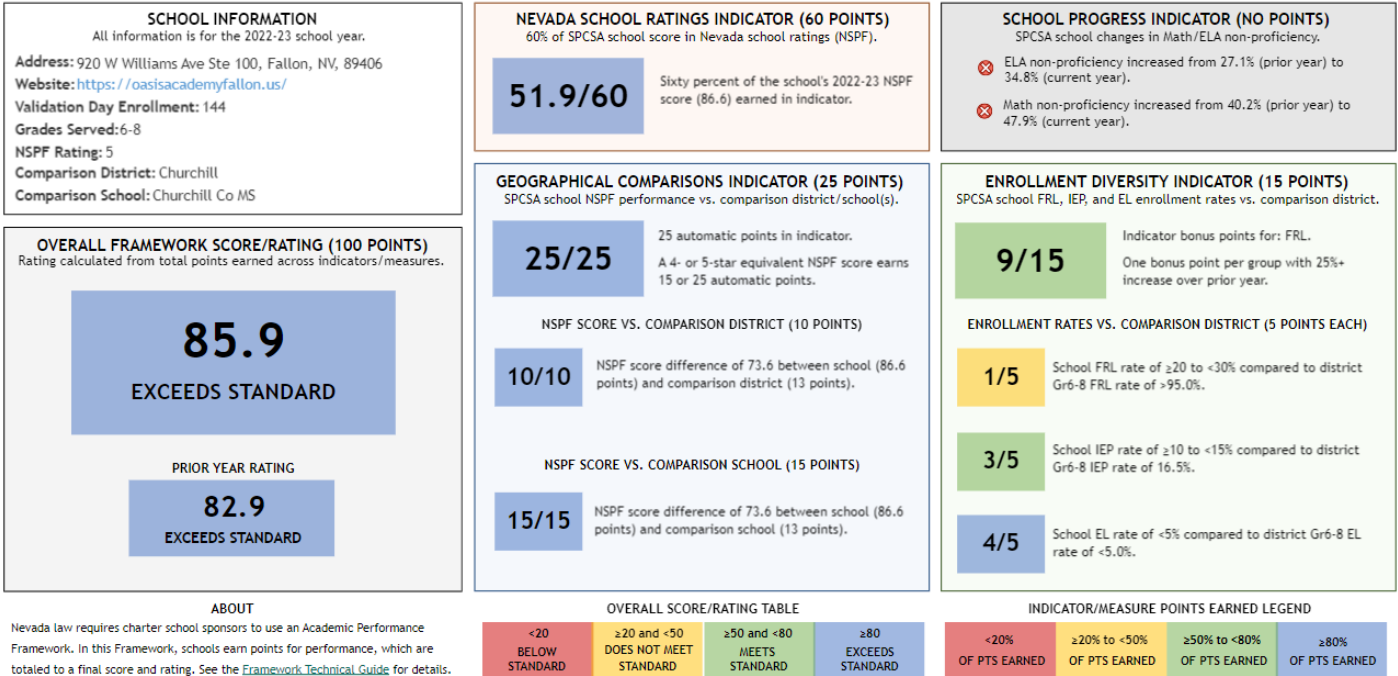 SCHOOL INFORMATION
All information is for the 2022-23 school year.
Address: 920 W Williams Ave Ste 100, Fallon, NV, 89406
Website: https://oasisacademyfallon.us/
Validation Day Enrollment: 144
Grades Served:6-8
NSPF Rating: 5
Comparison District: Churchill
Comparison School: Churchill Co MS
OVERALL FRAMEWORK SCORE/RATING (100 POINTS)
Rating calculated from total points earned across indicators/measures.
85.9
EXCEEDS STANDARD
PRIOR YEAR RATING
82.9
EXCEEDS STANDARD
NEVADA SCHOOL RATINGS INDICATOR (60 POINTS)
60% of SPCSA school score in Nevada school ratings (NSPF).
51.9/60
Sixty percent of the school's 2022-23 NSPF
score (86.6) earned in indicator.
GEOGRAPHICAL COMPARISONS INDICATOR (25 POINTS)
SPCSA school NSPF performance vs. comparison district/school(s).
25/25
25 automatic points in indicator.
A 4- or 5-star equivalent NSPF score earns
15 or 25 automatic points.
NSPF SCORE VS. COMPARISON DISTRICT (10 POINTS)
10/10
NSPF score difference of 73.6 between school (86.6
points) and comparison district (13 points).
NSPF SCORE VS. COMPARISON SCHOOL (15 POINTS)
15/15
NSPF score difference of 73.6 between school (86.6
points) and comparison school (13 points).
SCHOOL PROGRESS INDICATOR (NO POINTS)
SPCSA school changes in Math/ELA non-proficiency.
ELA non-proficiency increased from 27.1% (prior year) to
34.8% (current year).
Math non-proficiency increased from 40.2% (prior year) to
47.9% (current year).
ENROLLMENT DIVERSITY INDICATOR (15 POINTS)
SPCSA school FRL, IEP, and EL enrollment rates vs. comparison district.
9/15
Indicator bonus points for: FRL.
One bonus point per group with 25%+
increase over prior year.
ENROLLMENT RATES VS. COMPARISON DISTRICT (5 POINTS EACH)
1/5
School FRL rate of ≥20 to <30% compared to district
Gr6-8 FRL rate of >95.0%.
3/5
School IEP rate of ≥10 to <15% compared to district
Gr6-8 IEP rate of 16.5%.
4/5
School EL rate of <5% compared to district Gr6-8 EL
rate of <5.0%.
ABOUT
Nevada law requires charter school sponsors to use an Academic Performance
Framework. In this Framework, schools earn points for performance, which are
totaled to a final score and rating. See the Framework Technical Guide for details.
OVERALL SCORE/RATING TABLE
<20
BELOW
STANDARD
≥20 and <50
DOES NOT MEET
STANDARD
≥50 and <80
MEETS
STANDARD
≥80
EXCEEDS
STANDARD
INDICATOR/MEASURE POINTS EARNED LEGEND
<20%
OF PTS EARNED
≥20% to <50%
OF PTS EARNED
≥50% to <80%
OF PTS EARNED
≥80%
OF PTS EARNED